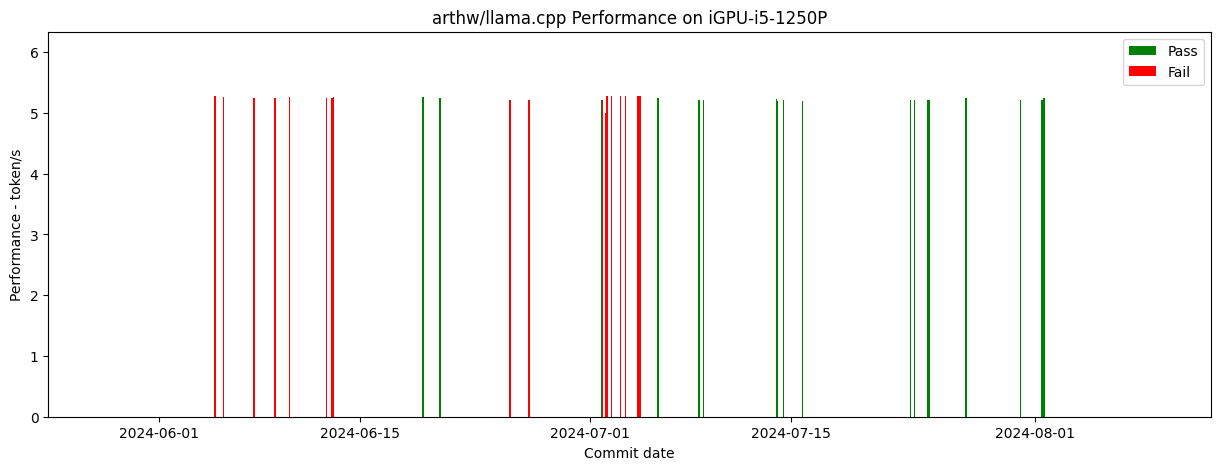 arthw/llama.cpp Performance on iGPU-i5-1250P
Pass
Fail
Performance - token/s
6
5
4
3
2
1
0
2024-06-01
2024-06-15
2024-07-01
2024-07-15
2024-08-01
Commit date